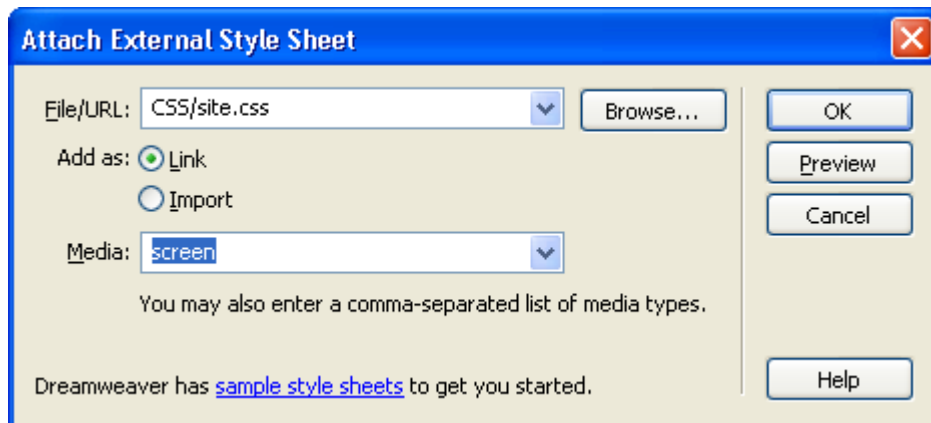 Attach External Style Sheet
File/URL: CSS/site.css Browse... OK
Add as: Link Preview
Import Cancel
Media: screen
You may also enter a comma-separated list of media types.
Dreamweaver has sample style sheets to get you started. Help